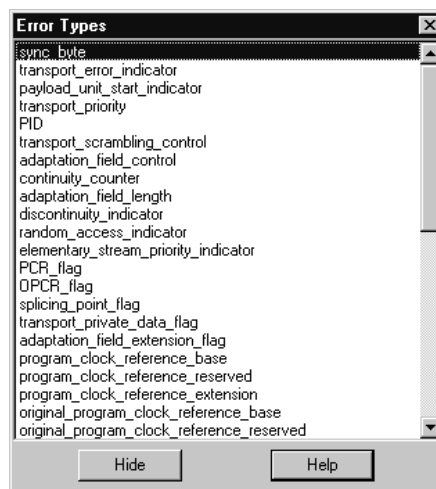 Error Types
sync_byte
transport_error_indicator
payload_unit_start_indicator
transport_priority
PID
transport_scrambling_control
adaptation_field_control
continuity_counter
adaptation_field_length
discontinuity_indicator
random_access_indicator
elementary_stream_priority_indicator
PCR_flag
OPCR_flag
splicing_point_flag
transport_private_data_flag
adaptation_field_extension_flag
program_clock_reference_base
program_clock_reference_reserved
program_clock_reference_extension
original_program_clock_reference_base
original_program_clock_reference_reserved
Hide Help